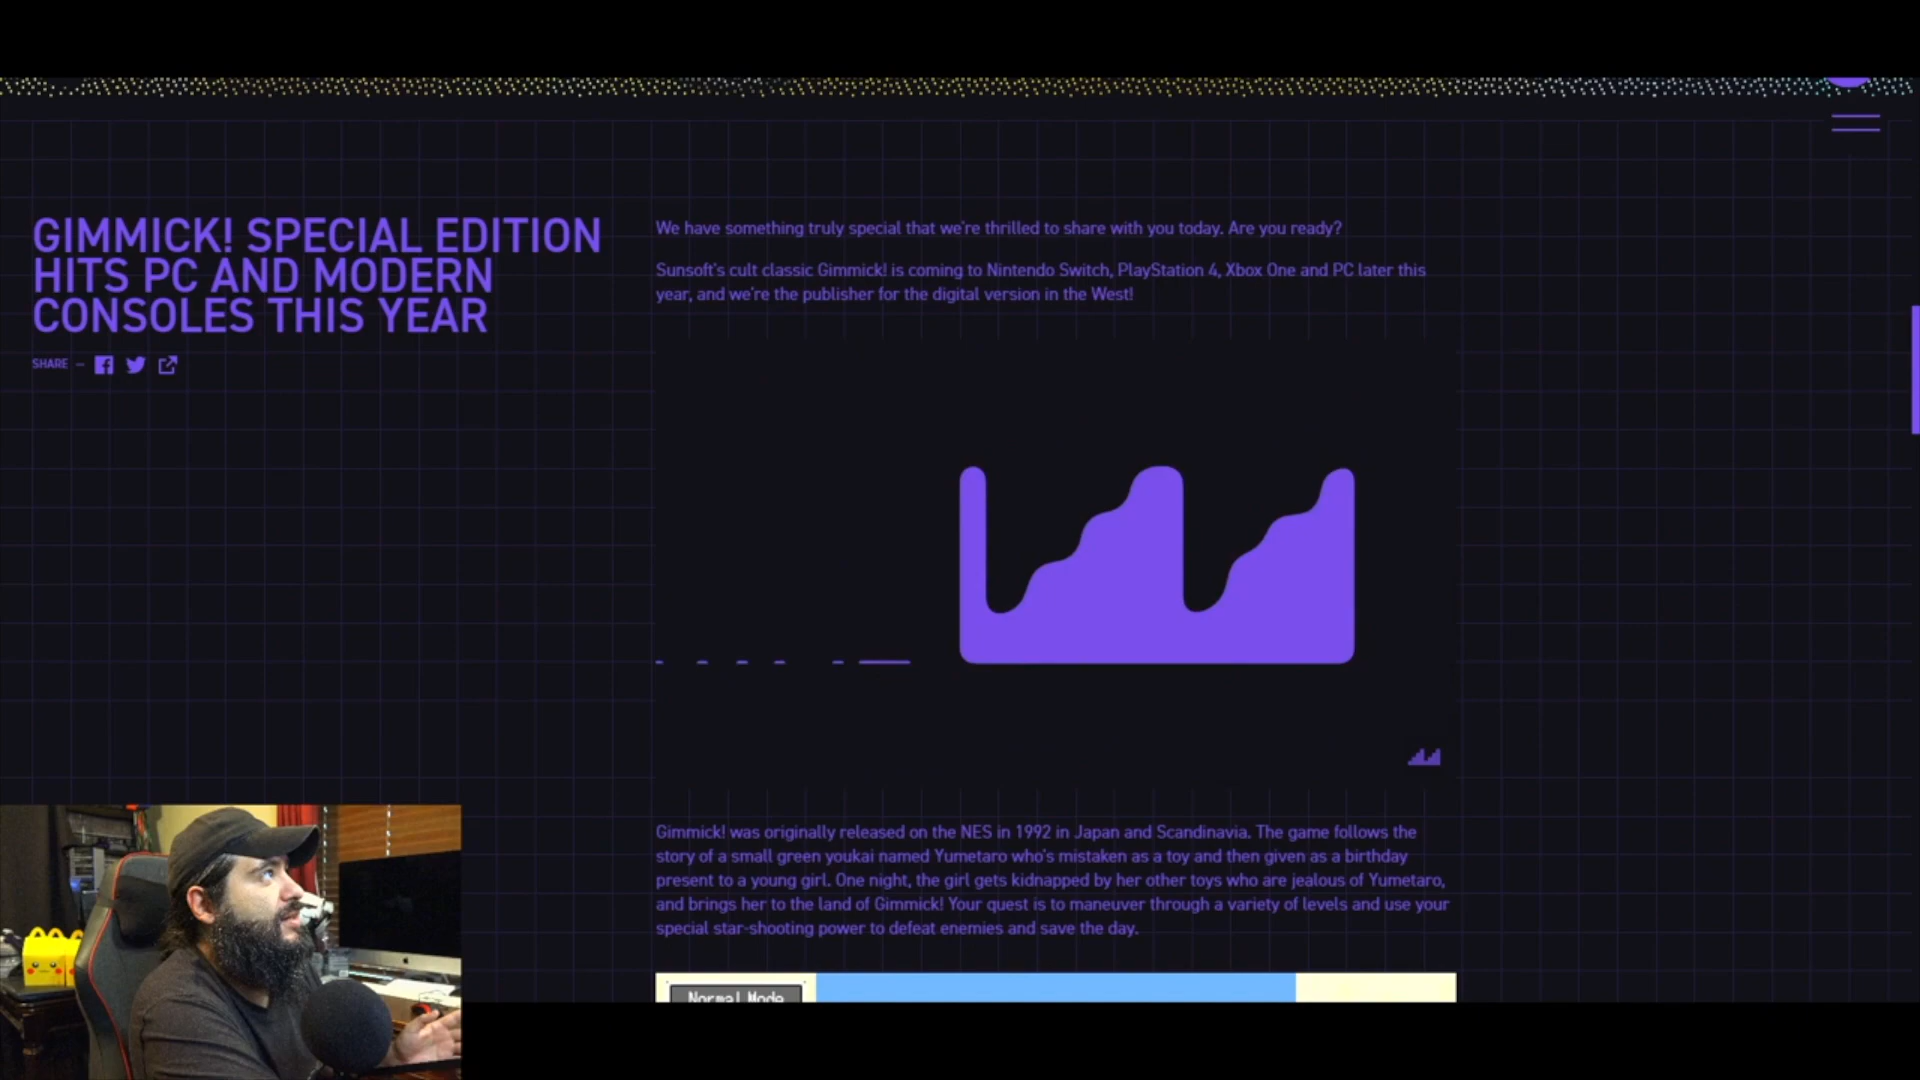 GIMMICK! SPECIAL EDITION
HITS PC AND MODERN
CONSOLES THIS YEAR
SHARE –
We have something truly special that we're thrilled to share with you today. Are you ready?
Sunsoft's cult classic Gimmick! is coming to Nintendo Switch, PlayStation 4, Xbox One and PC later this
year, and we're the publisher for the digital version in the West!
Gimmick! was originally released on the NES in 1992 in Japan and Scandinavia. The game follows the
story of a small green youkai named Yumetaro who's mistaken as a toy and then given as a birthday
present to a young girl. One night, the girl gets kidnapped by her other toys who are jealous of Yumetaro,
and brings her to the land of Gimmick! Your quest is to maneuver through a variety of levels and use your
special star-shooting power to defeat enemies and save the day.
Normal Mode